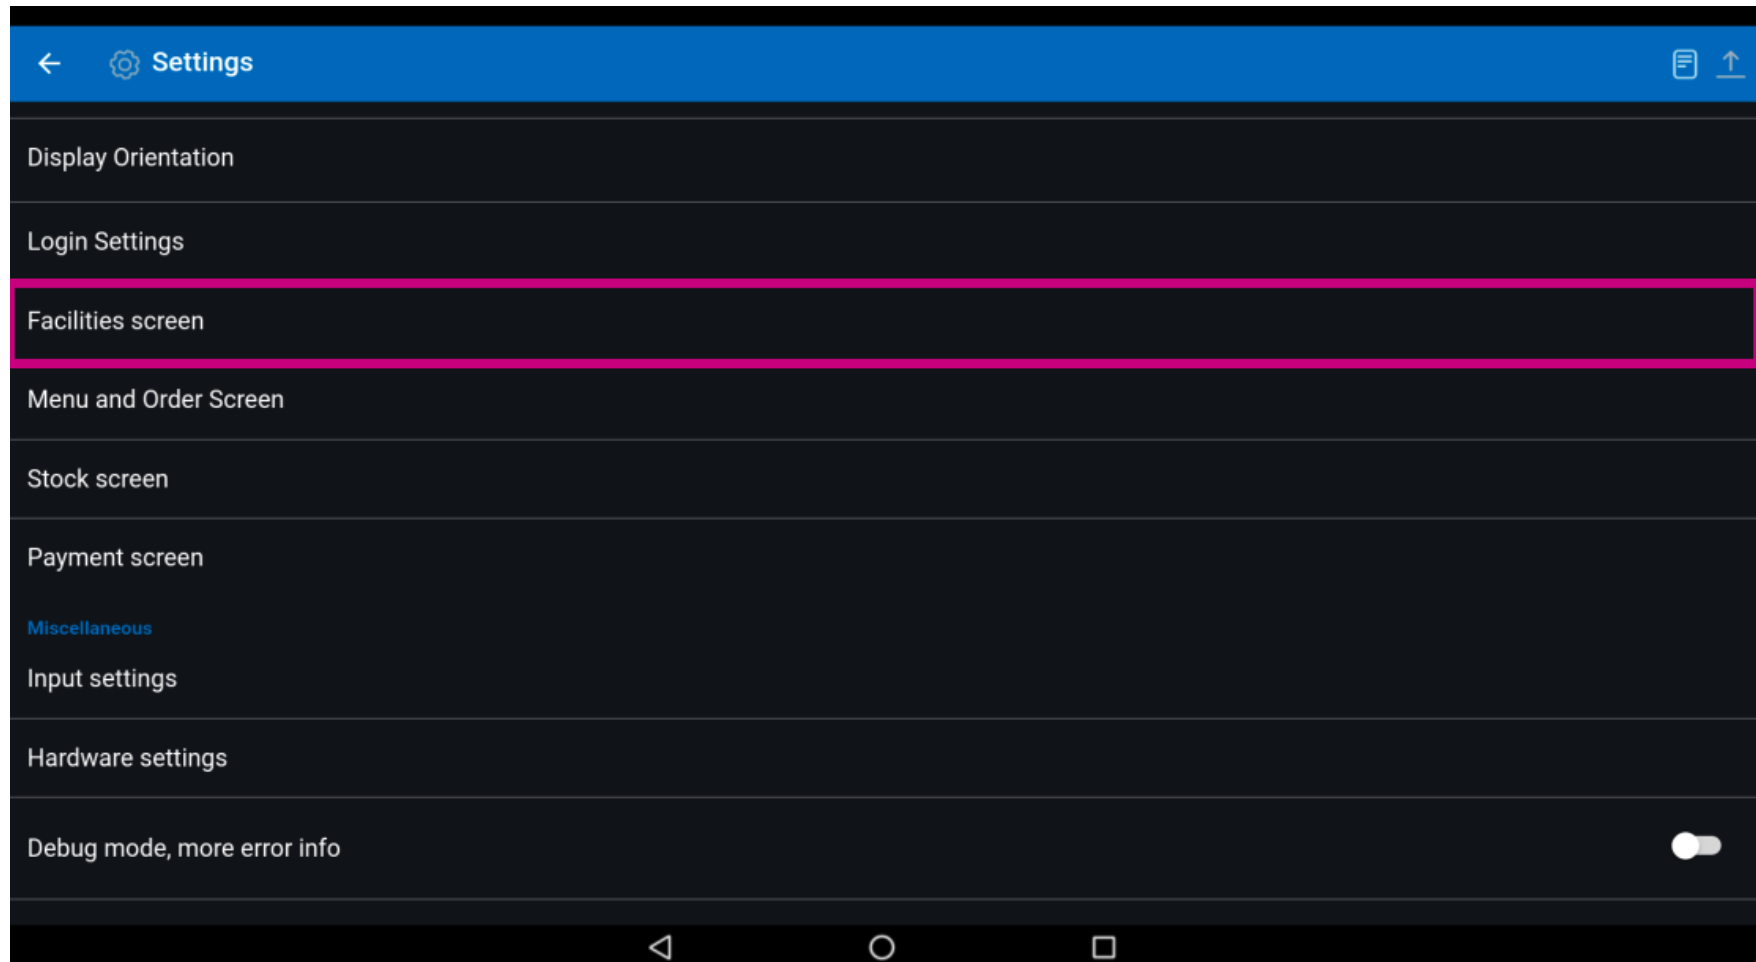 Settings
Display Orientation
Login Settings
Facilities screen
Menu and Order Screen
Stock screen
Payment screen
Miscellaneous
Input settings
Hardware settings
Debug mode, more error info